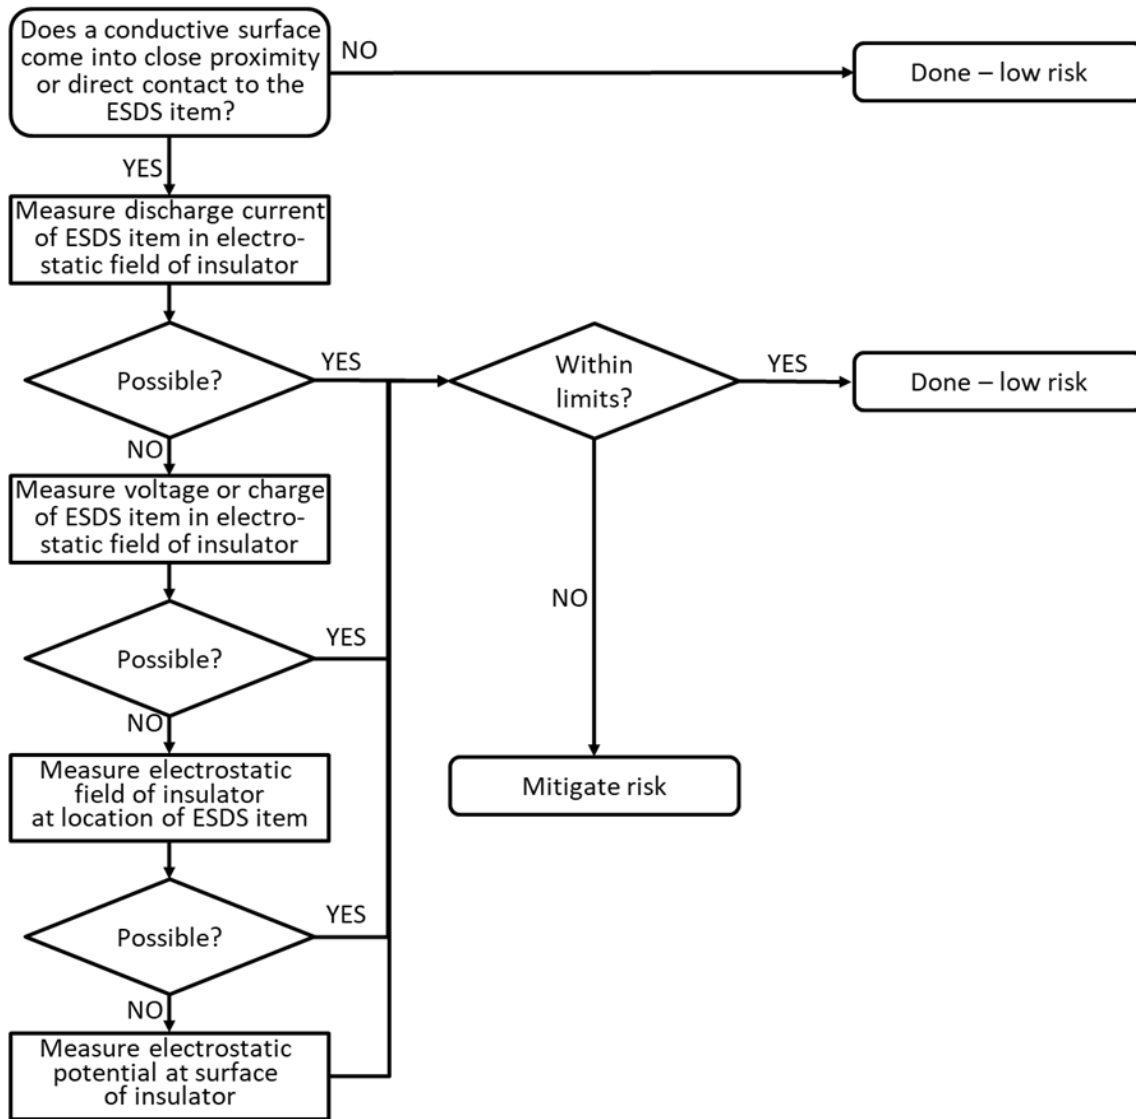 Does a conductive surface
come into close proximity
or direct contact to the
ESDS item?
NO
Done – low risk
YES
Measure discharge current
of ESDS item in electro-
static field of insulator
Possible?
YES
Within
limits?
YES
Done – low risk
NO
Measure voltage or charge
of ESDS item in electro-
static field of insulator
NO
Possible?
YES
NO
Measure electrostatic
field of insulator
at location of ESDS item
Mitigate risk
Possible?
YES
NO
Measure electrostatic
potential at surface
of insulator